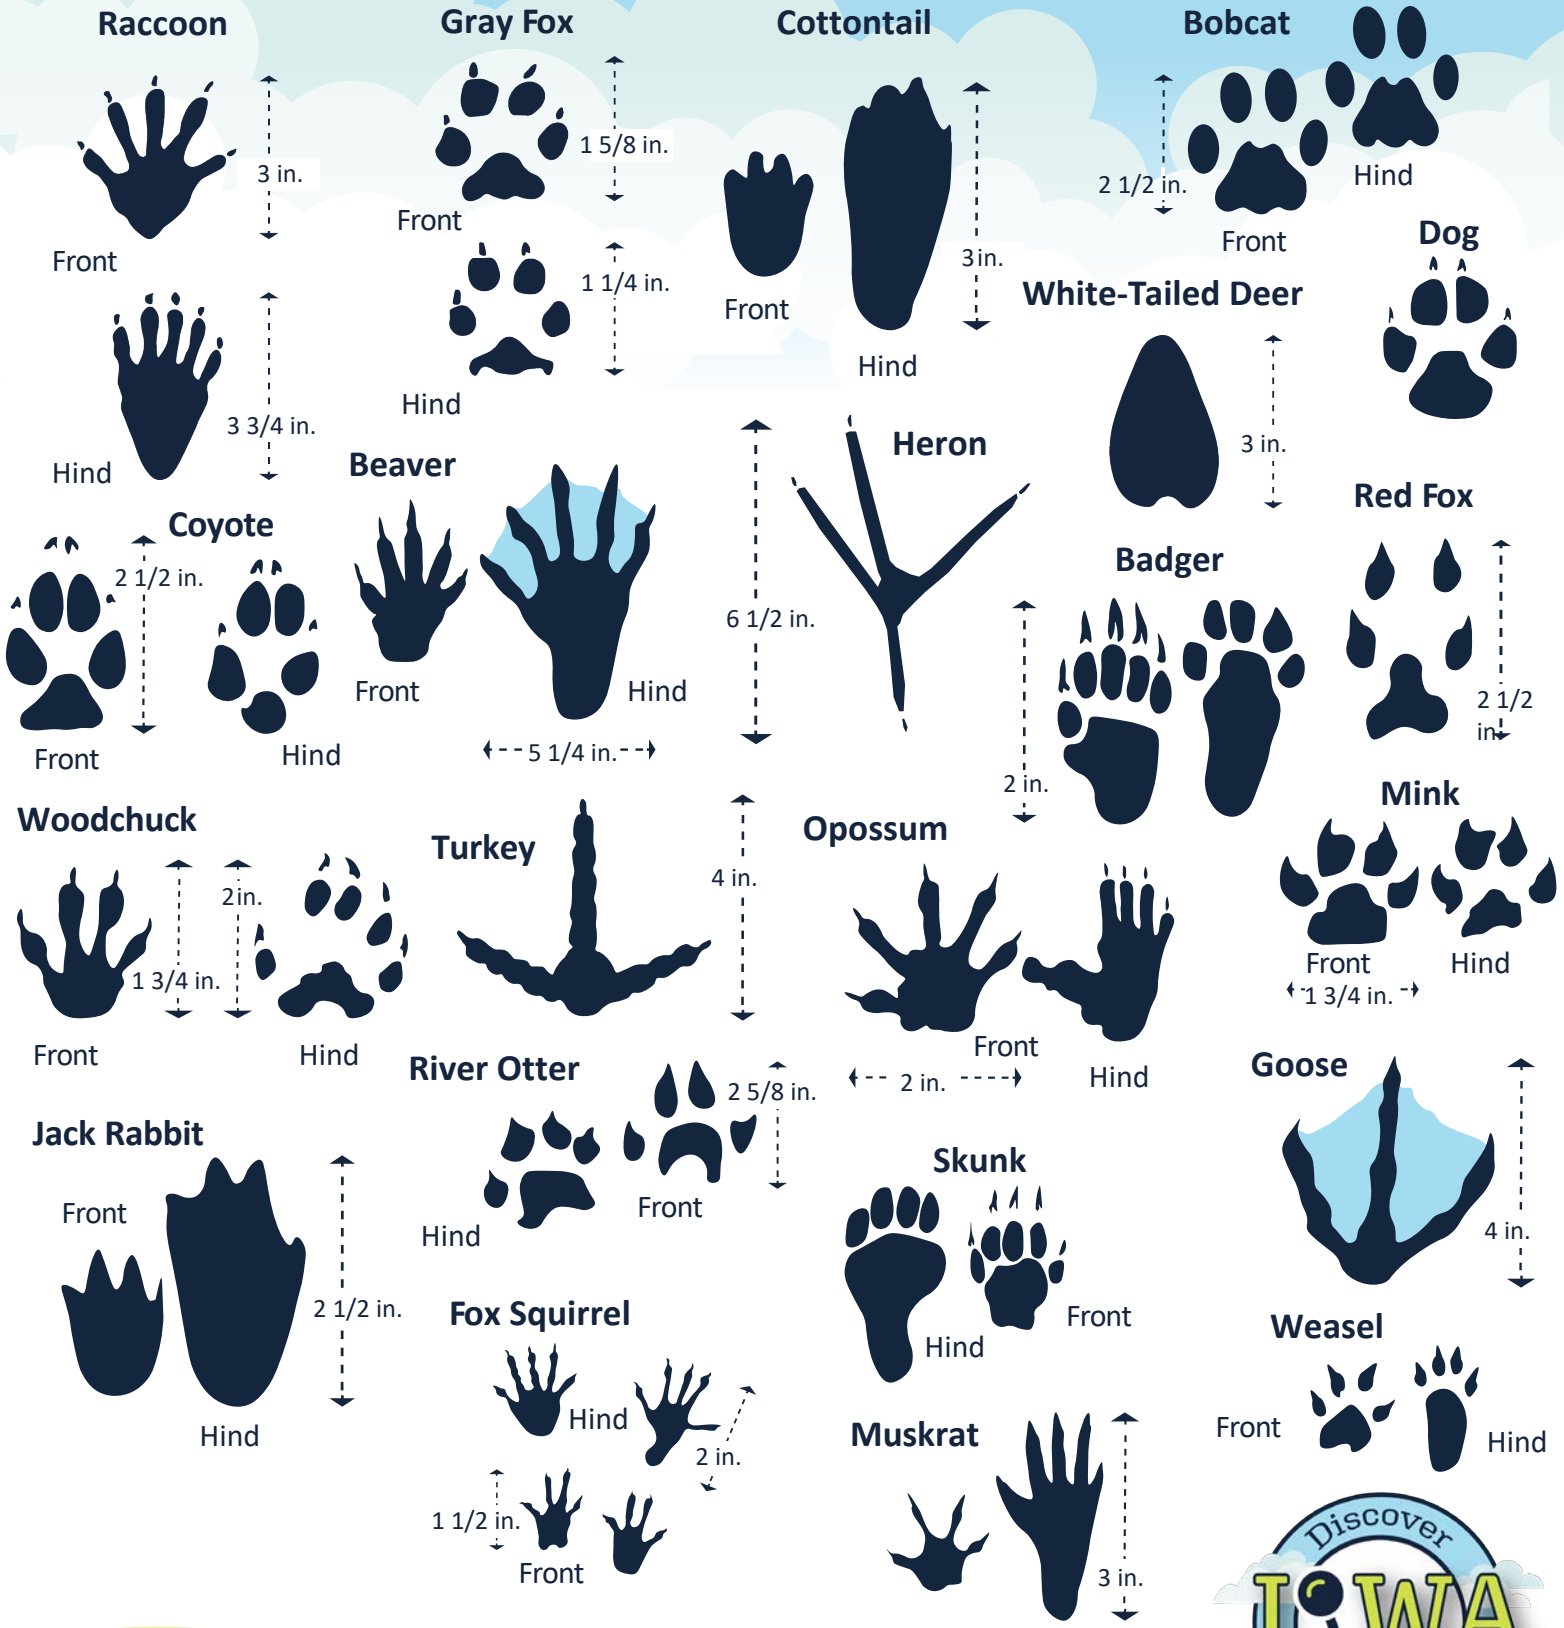 Raccoon
3 in.
Front
3 3/4 in.
Hind
Gray Fox
1 5/8 in.
Front
1 1/4 in.
Hind
Cottontail
Front
3 in.
Hind
Bobcat
2 1/2 in.
Front
Hind
Dog
White-Tailed Deer
3 in.
Coyote
2 1/2 in.
Front
Hind
Beaver
Front
Hind
5 1/4 in.
Heron
6 1/2 in.
Badger
2 in.
Red Fox
2 1/2
in.
Woodchuck
1 3/4 in.
2 in.
Front
Hind
Turkey
4 in.
Opossum
Front
2 in.
Hind
Mink
Front
Hind
1 3/4 in.
River Otter
2 5/8 in.
Front
Hind
Goose
4 in.
Jack Rabbit
Front
2 1/2 in.
Hind
Skunk
Hind
Front
Fox Squirrel
Hind
2 in.
1 1/2 in.
Front
Weasel
Front
Hind
Muskrat
3 in.
Discover
IOWA